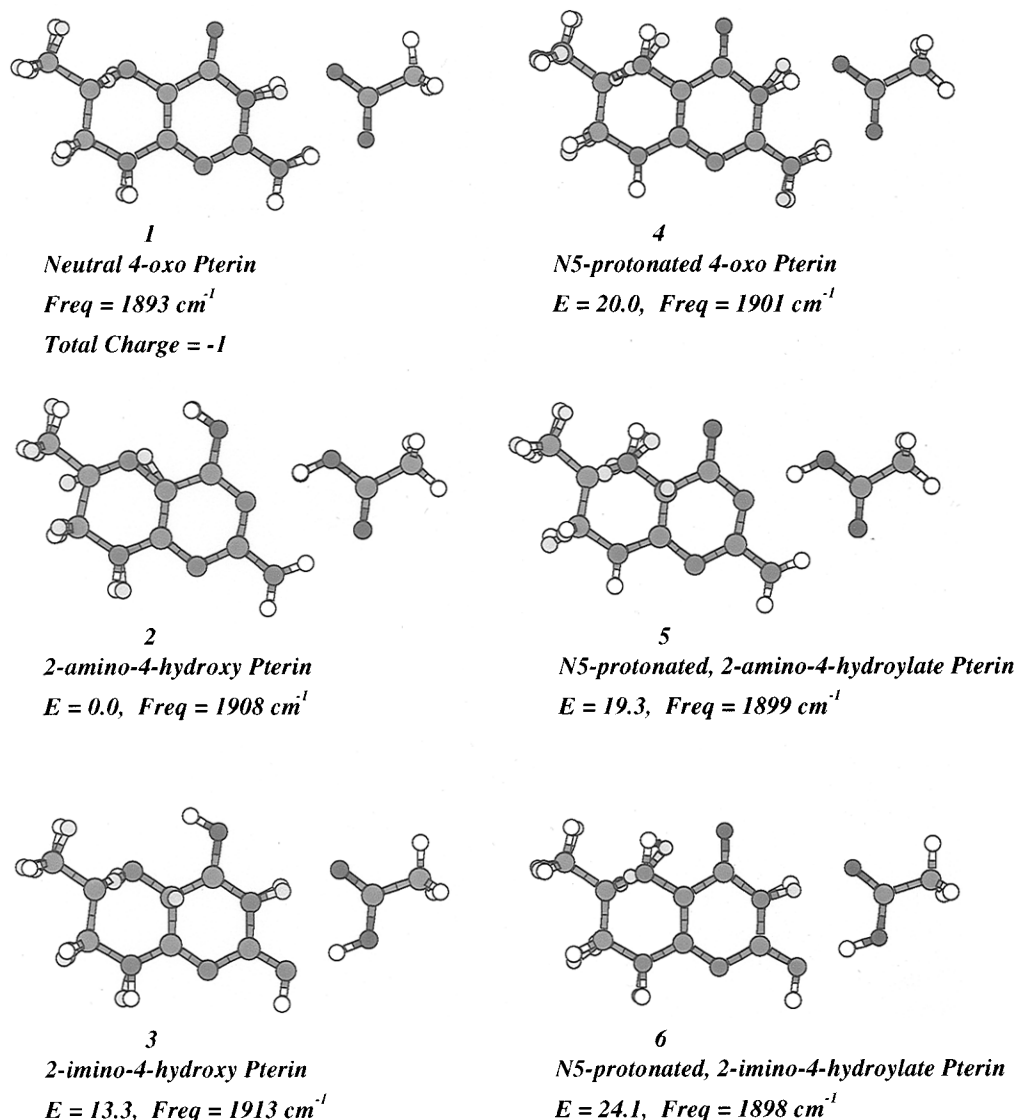 1
Neutral 4-oxo Pterin
Freq = 1893 cm⁻¹
Total Charge = -1
4
N5-protonated 4-oxo Pterin
E = 20.0, Freq = 1901 cm⁻¹
2
2-amino-4-hydroxy Pterin
E = 0.0, Freq = 1908 cm⁻¹
5
N5-protonated, 2-amino-4-hydroylate Pterin
E = 19.3, Freq = 1899 cm⁻¹
3
2-imino-4-hydroxy Pterin
E = 13.3, Freq = 1913 cm⁻¹
6
N5-protonated, 2-imino-4-hydroylate Pterin
E = 24.1, Freq = 1898 cm⁻¹